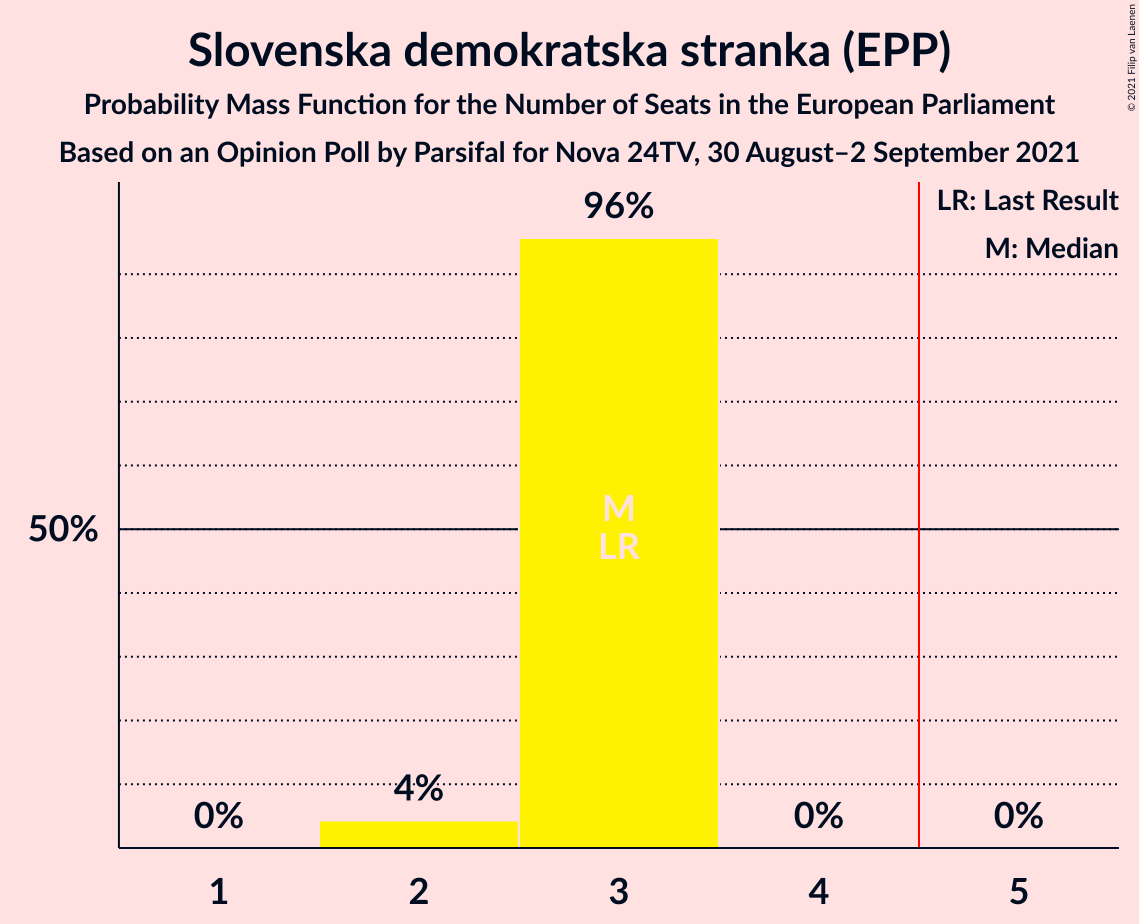 Slovenska demokratska stranka (EPP)
Probability Mass Function for the Number of Seats in the European Parliament
Based on an Opinion Poll by Parsifal for Nova 24TV, 30 August–2 September 2021
© 2021 Filip van Laenen
LR: Last Result
M: Median
96%
M
LR
50%
4%
0%
0%
0%
1
2
3
4
5